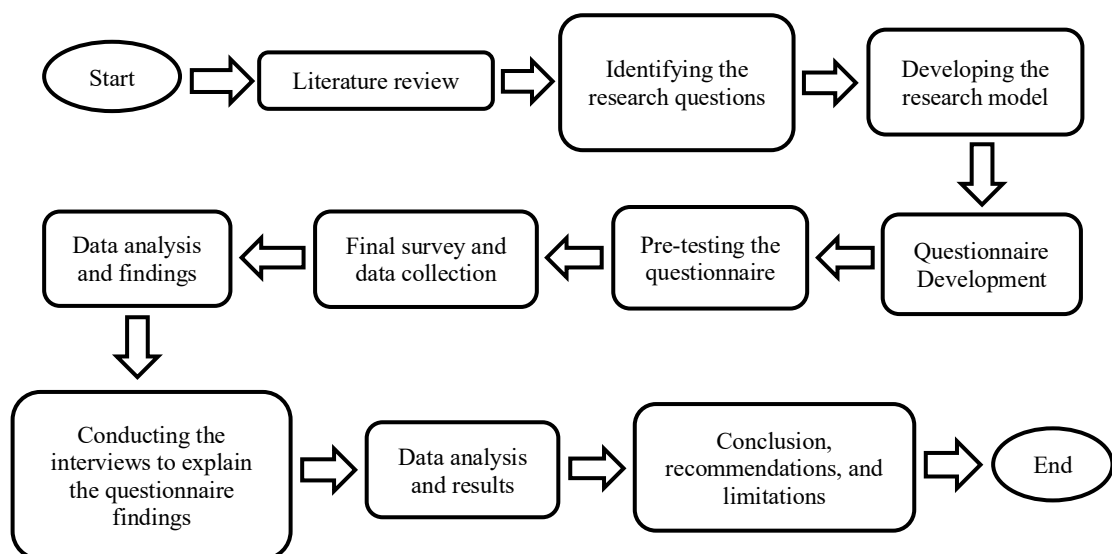 Start
Literature review
Identifying the
research questions
Developing the
research model
Questionnaire
Development
Pre-testing the
questionnaire
Final survey and
data collection
Data analysis
and findings
Conducting the
interviews to explain
the questionnaire
findings
Data analysis
and results
Conclusion,
recommendations, and
limitations
End